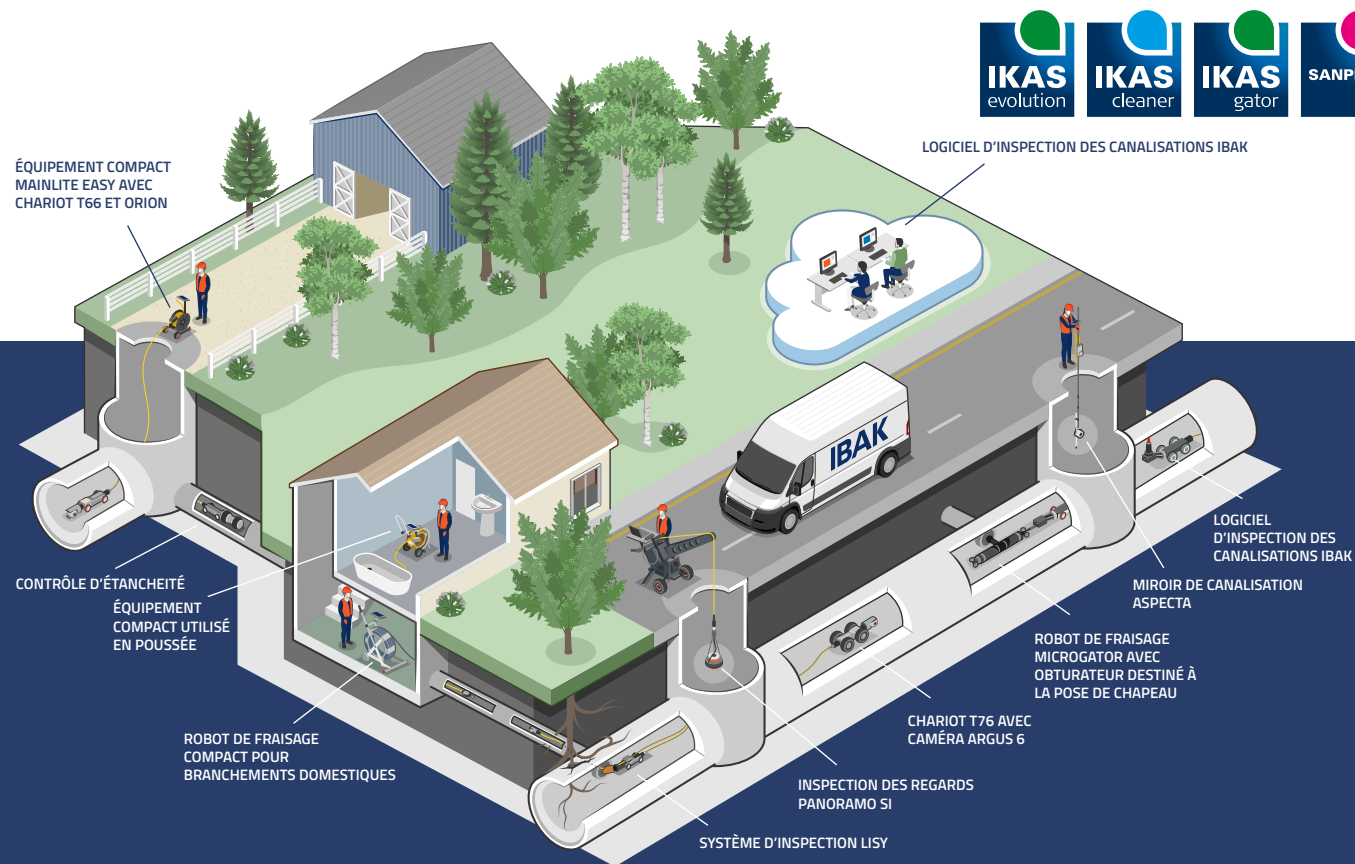 IKAS
evolution
IKAS
cleaner
IKAS
gator
LOGICIEL D'INSPECTION DES CANALISATIONS IBAK
ÉQUIPEMENT COMPACT
MAINLITE EASY AVEC
CHARIOT T66 ET ORION
IBAK
CONTRÔLE D'ÉTANCHEITÉ
ÉQUIPEMENT
COMPACT UTILISÉ
EN POUSSÉE
ROBOT DE FRAISAGE
COMPACT POUR
BRANCHEMENTS DOMESTIQUES
LOGICIEL
D'INSPECTION DES
CANALISATIONS IBAK
MIROIR DE CANALISATION
ASPECTA
ROBOT DE FRAISAGE
MICROGATOR AVEC
OBTURATEUR DESTINÉ À
LA POSE DE CHAPEAU
CHARIOT T76 AVEC
CAMÉRA ARGUS 6
INSPECTION DES REGARDS
PANORAMO SI
SYSTÈME D'INSPECTION LISY